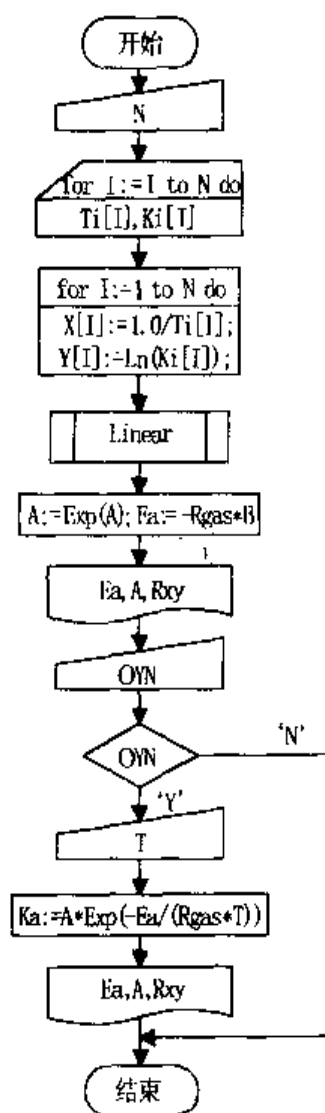 开始
N
for I:=I to N do
Ti[I],Ki[I]
for I:=1 to N do
X[I]:=1.0/Ti[I];
Y[I]:=Ln(Ki[I]);
Linear
A:=Exp(A); Ea:=-Rgas*B
Ea,A,Rxy
OYN
OYN
'N'
'Y'
T
Ka:=A*Exp(-Ea/(Rgas*T))
Ea,A,Rxy
结束